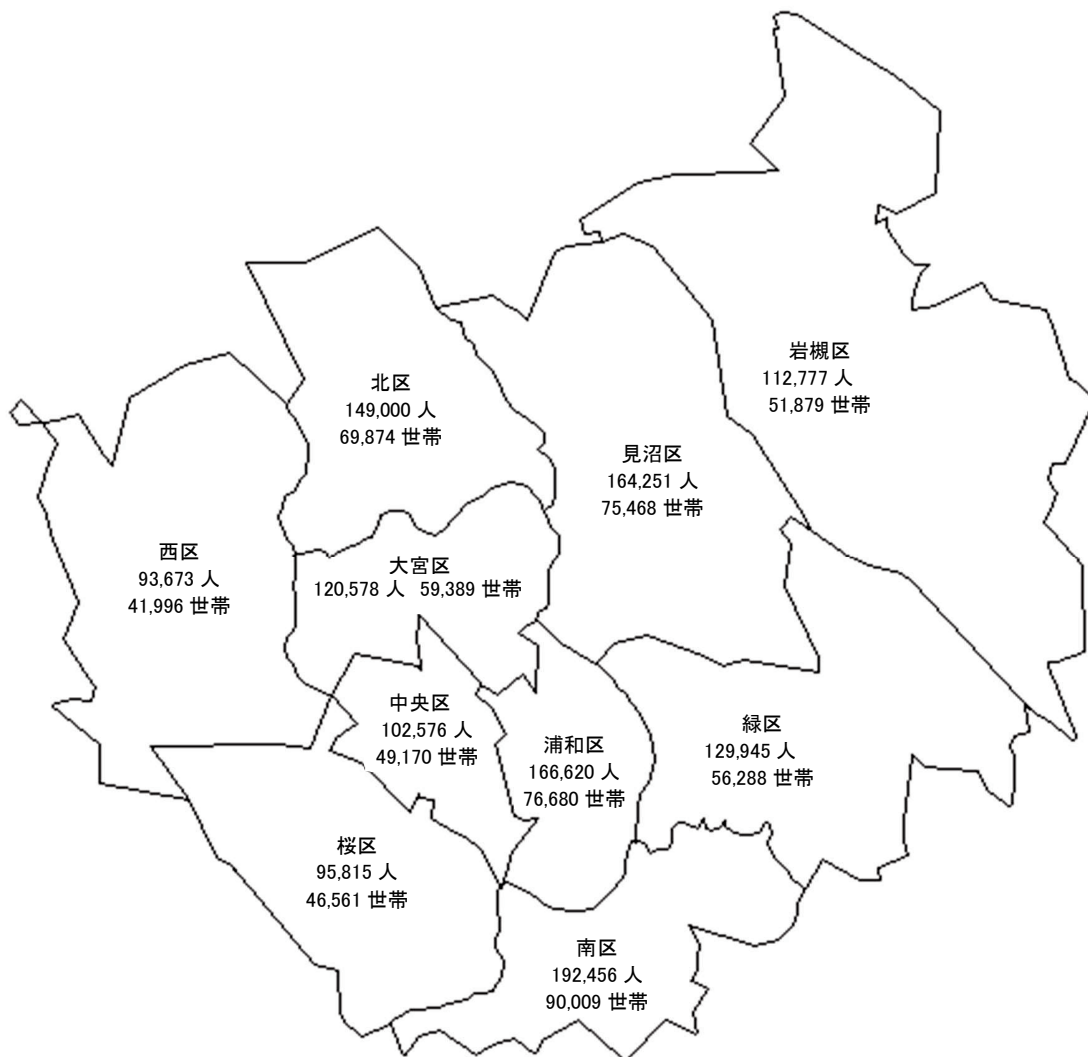 岩槻区
112,777 人
51,879 世帯
北区
149,000 人
69,874 世帯
見沼区
164,251 人
75,468 世帯
西区
93,673 人
41,996 世帯
大宮区
120,578 人 59,389 世帯
中央区
102,576 人
49,170 世帯
浦和区
166,620 人
76,680 世帯
緑区
129,945 人
56,288 世帯
桜区
95,815 人
46,561 世帯
南区
192,456 人
90,009 世帯